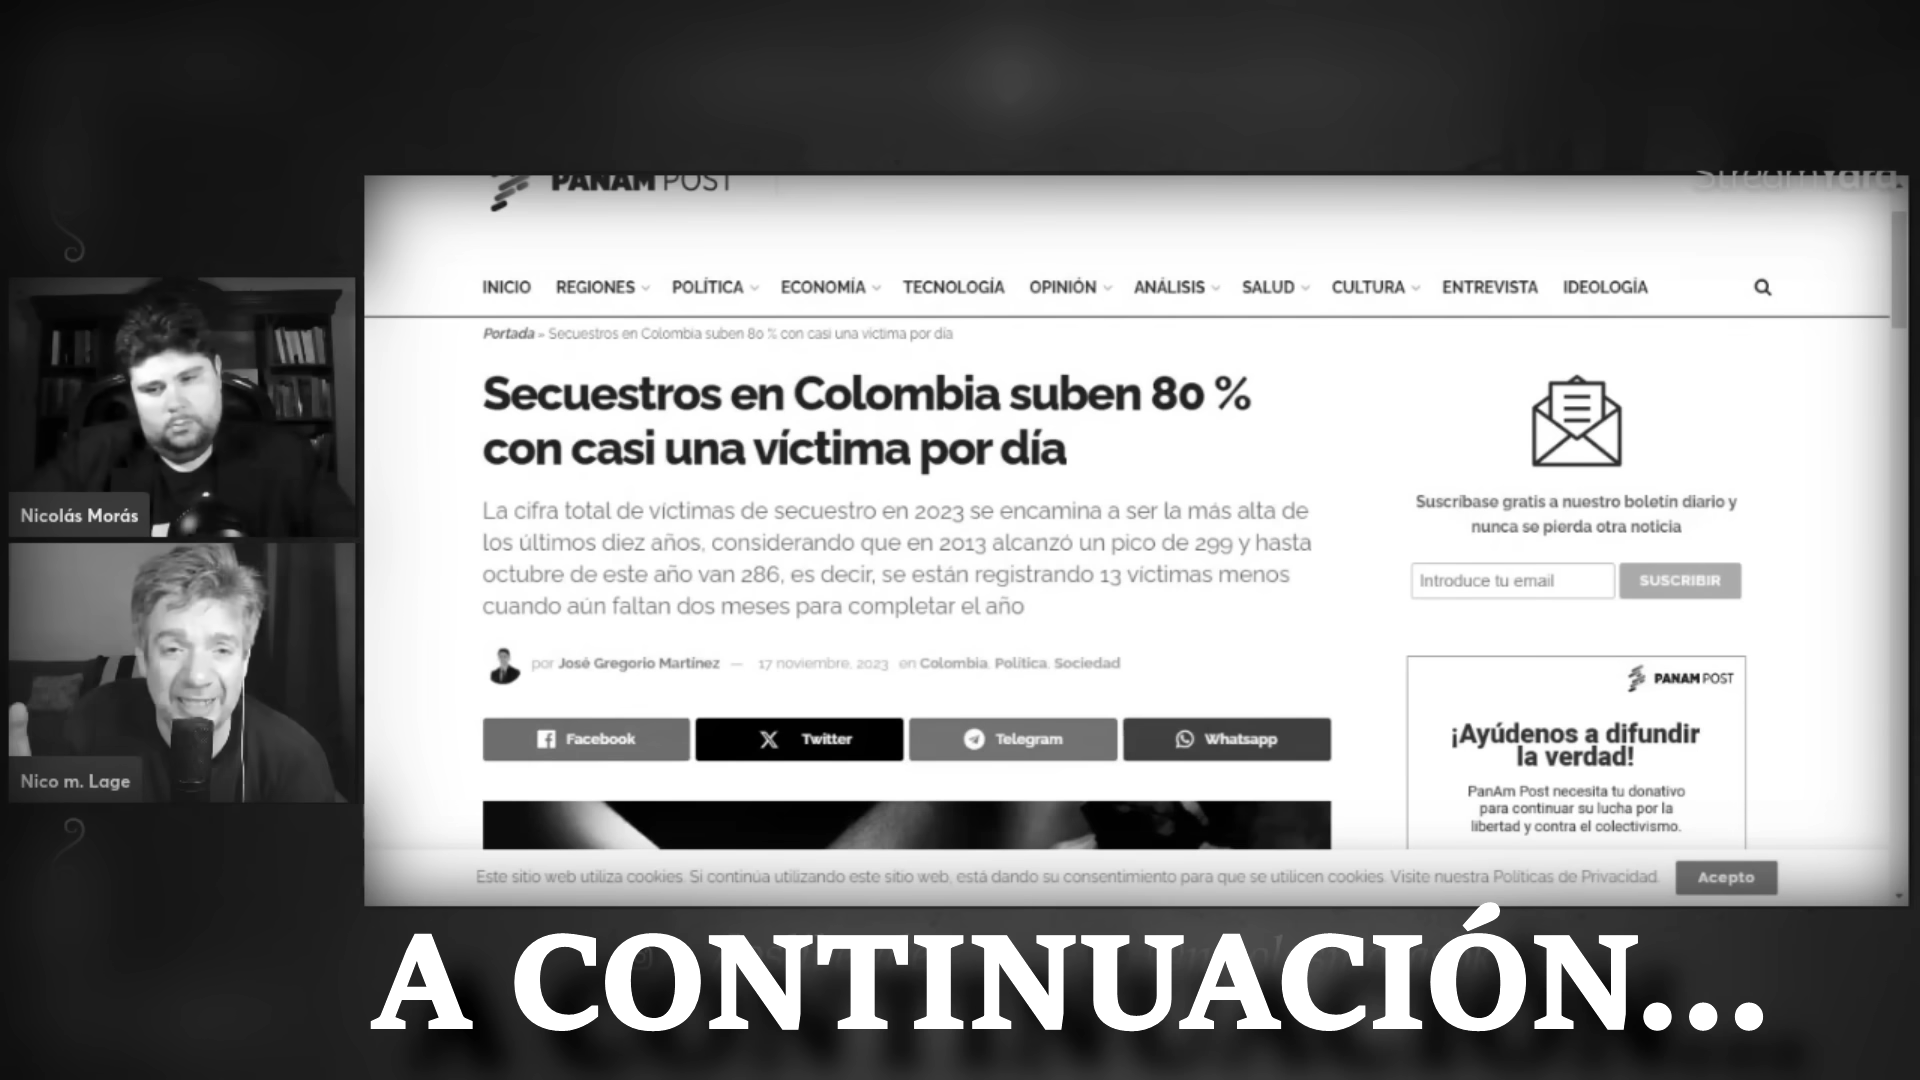 PANAM POST
StreamYard
INICIO REGIONES POLÍTICA ECONOMÍA TECNOLOGÍA OPINIÓN ANÁLISIS SALUD CULTURA ENTREVISTA IDEOLOGÍA
Portada » Secuestros en Colombia suben 80 % con casi una víctima por día
Secuestros en Colombia suben 80 %
con casi una víctima por día
La cifra total de víctimas de secuestro en 2023 se encamina a ser la más alta de
los últimos diez años, considerando que en 2013 alcanzó un pico de 299 y hasta
octubre de este año van 286, es decir, se están registrando 13 víctimas menos
cuando aún faltan dos meses para completar el año
por José Gregorio Martínez — 17 noviembre, 2023 en Colombia, Política, Sociedad
Facebook Twitter Telegram Whatsapp
Suscríbase gratis a nuestro boletín diario y
nunca se pierda otra noticia
Introduce tu email SUSCRIBIR
PANAM POST
¡Ayúdenos a difundir
la verdad!
PanAm Post necesita tu donativo
para continuar su lucha por la
libertad y contra el colectivismo.
Este sitio web utiliza cookies. Si continúa utilizando este sitio web, está dando su consentimiento para que se utilicen cookies. Visite nuestra Políticas de Privacidad.
Acepto
Nicolás Morás
Nico m. Lage
A CONTINUACIÓN...